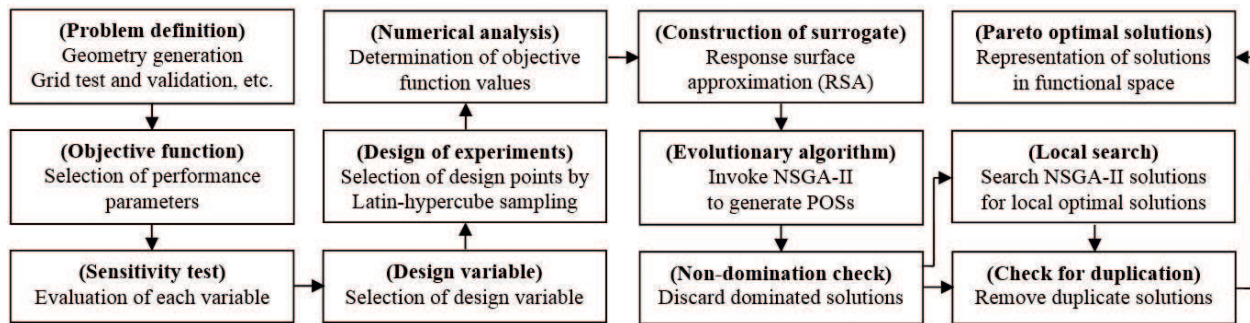 (Problem definition)
Geometry generation
Grid test and validation, etc.
(Objective function)
Selection of performance
parameters
(Sensitivity test)
Evaluation of each variable
(Design variable)
Selection of design variable
(Design of experiments)
Selection of design points by
Latin-hypercube sampling
(Numerical analysis)
Determination of objective
function values
(Construction of surrogate)
Response surface
approximation (RSA)
(Evolutionary algorithm)
Invoke NSGA-II
to generate POSs
(Non-domination check)
Discard dominated solutions
(Local search)
Search NSGA-II solutions
for local optimal solutions
(Check for duplication)
Remove duplicate solutions
(Pareto optimal solutions)
Representation of solutions
in functional space